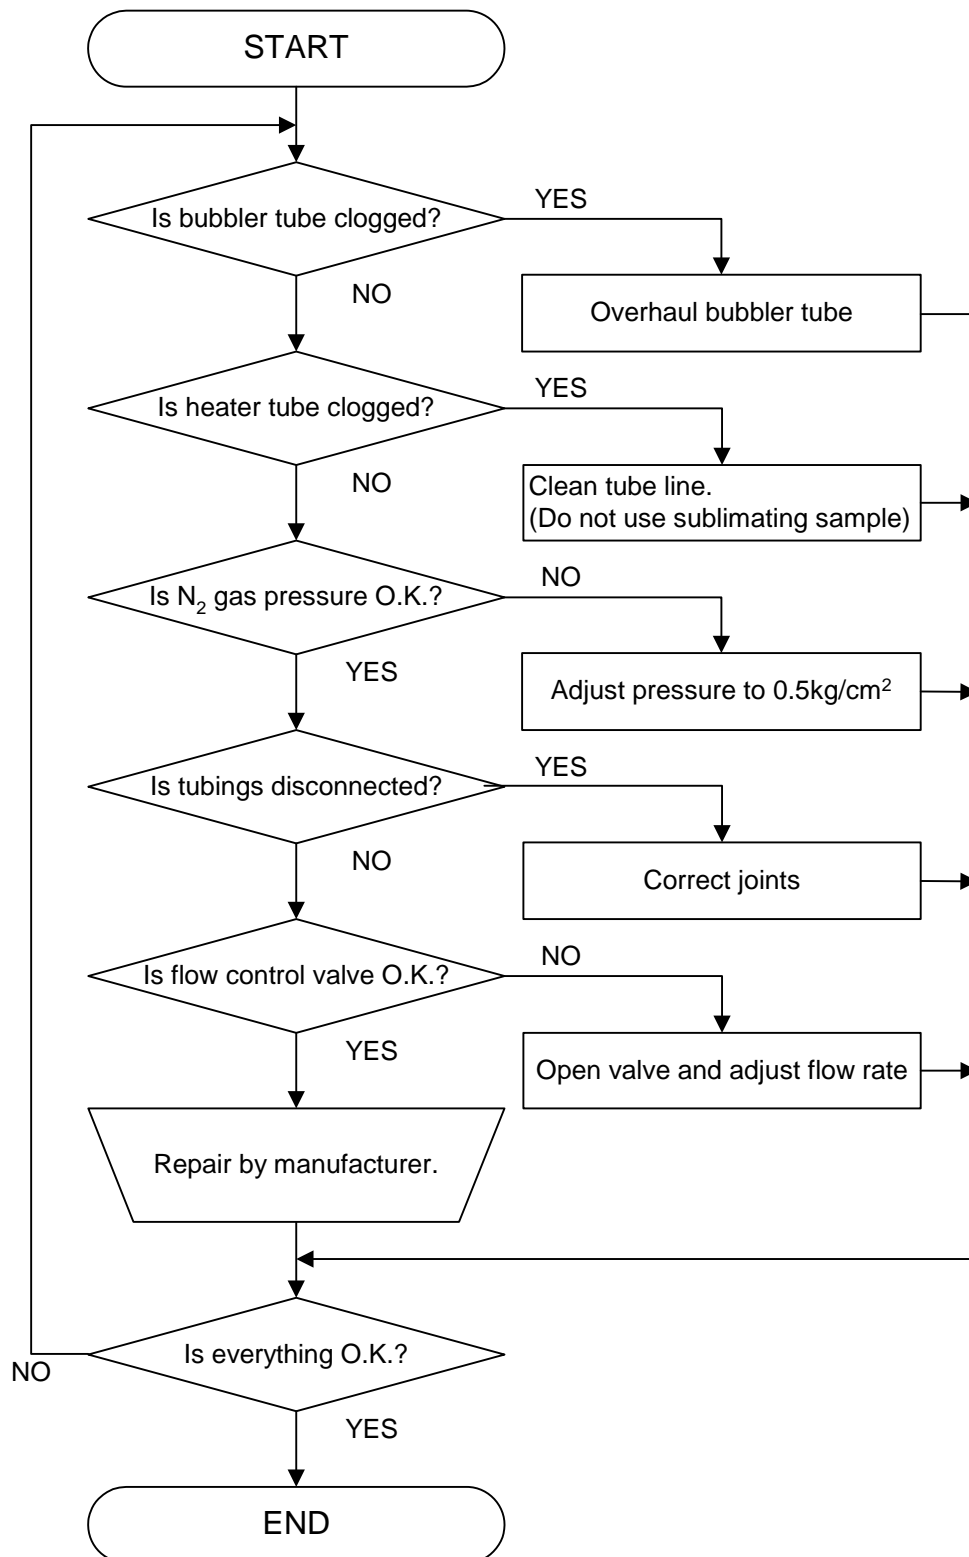 START
Is bubbler tube clogged?
YES
Overhaul bubbler tube
NO
Is heater tube clogged?
YES
Clean tube line.
(Do not use sublimating sample)
NO
Is N₂ gas pressure O.K.?
NO
Adjust pressure to 0.5kg/cm²
YES
Is tubings disconnected?
YES
Correct joints
NO
Is flow control valve O.K.?
NO
Open valve and adjust flow rate
YES
Repair by manufacturer.
Is everything O.K.?
NO
YES
END